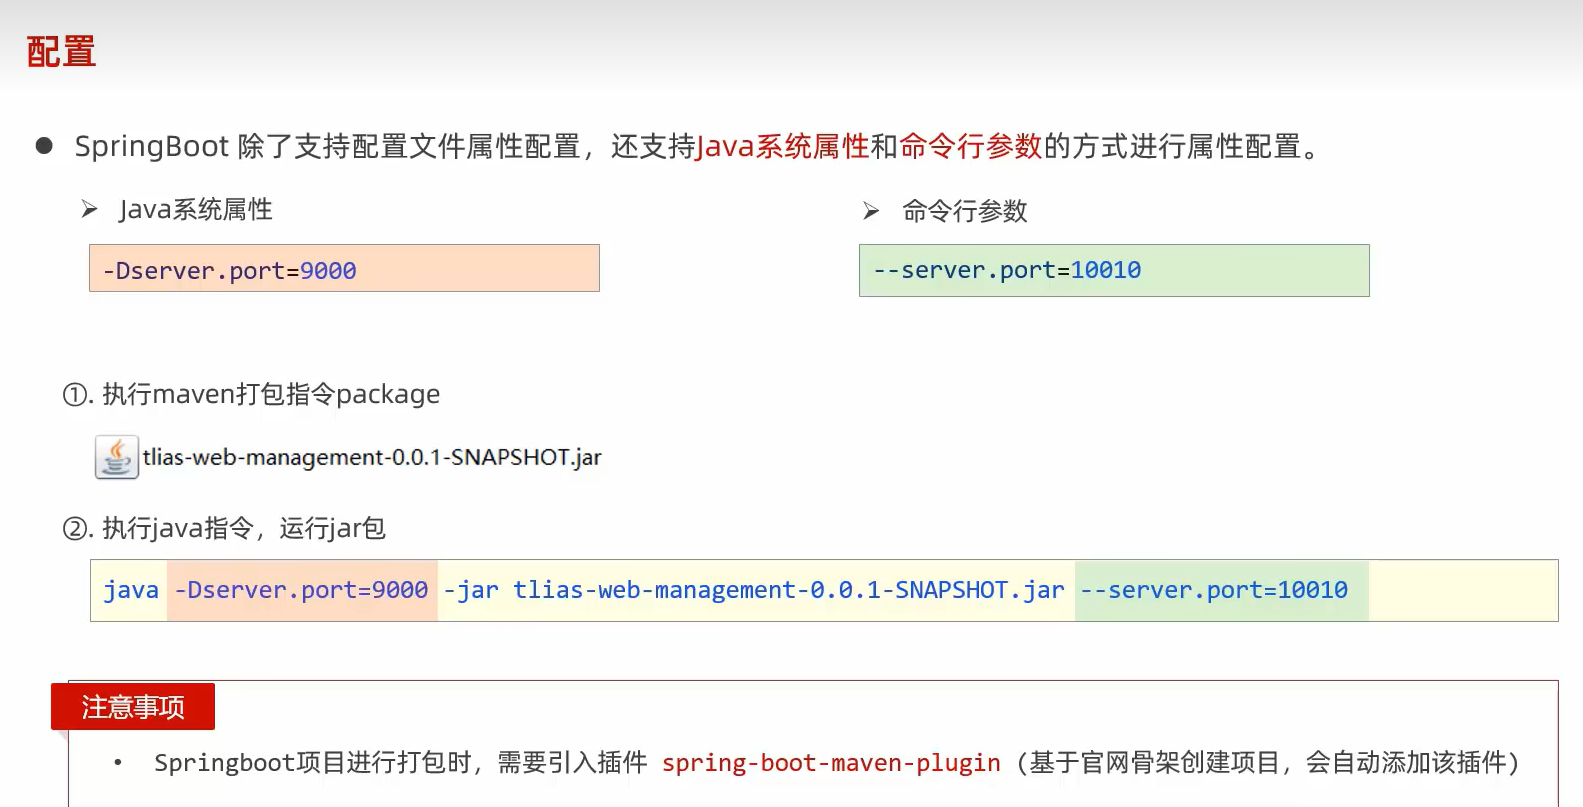 配置
● SpringBoot 除了支持配置文件属性配置，还支持Java系统属性和命令行参数的方式进行属性配置。
➢ Java系统属性
-Dserver.port=9000
➢ 命令行参数
--server.port=10010
①. 执行maven打包指令package
tlias-web-management-0.0.1-SNAPSHOT.jar
②. 执行java指令，运行jar包
java -Dserver.port=9000 -jar tlias-web-management-0.0.1-SNAPSHOT.jar --server.port=10010
注意事项
• Springboot项目进行打包时，需要引入插件 spring-boot-maven-plugin (基于官网骨架创建项目，会自动添加该插件)